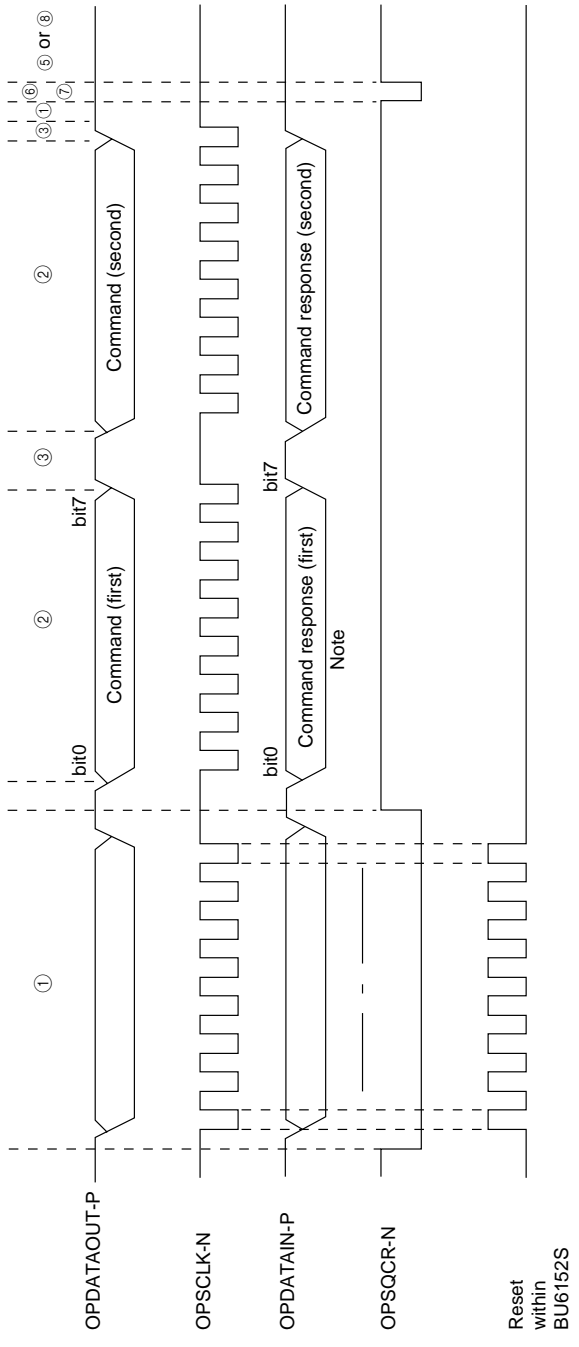 ① ② ③ ② ③ ① ⑥ ⑤ or ⑧
⑦
bit0 bit7
OPDATAOUT-P Command (first) Command (second)
OPSCLK-N
bit0 bit7
OPDATAIN-P Command response (first) Command response (second)
Note
OPSQCR-N
Reset
within
BU6152S